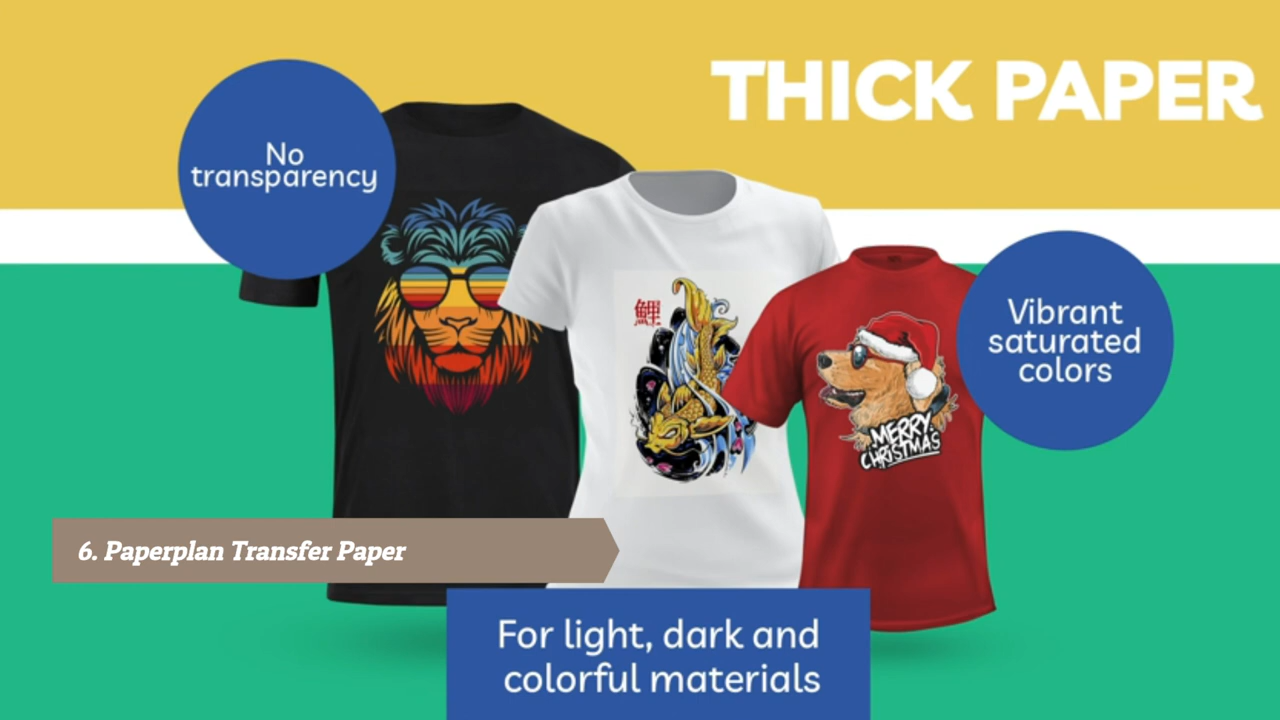 THICK PAPER
No
transparency
鯉
Vibrant
saturated
colors
MERRY
CHRISTMAS
6. Paperplan Transfer Paper
For light, dark and
colorful materials